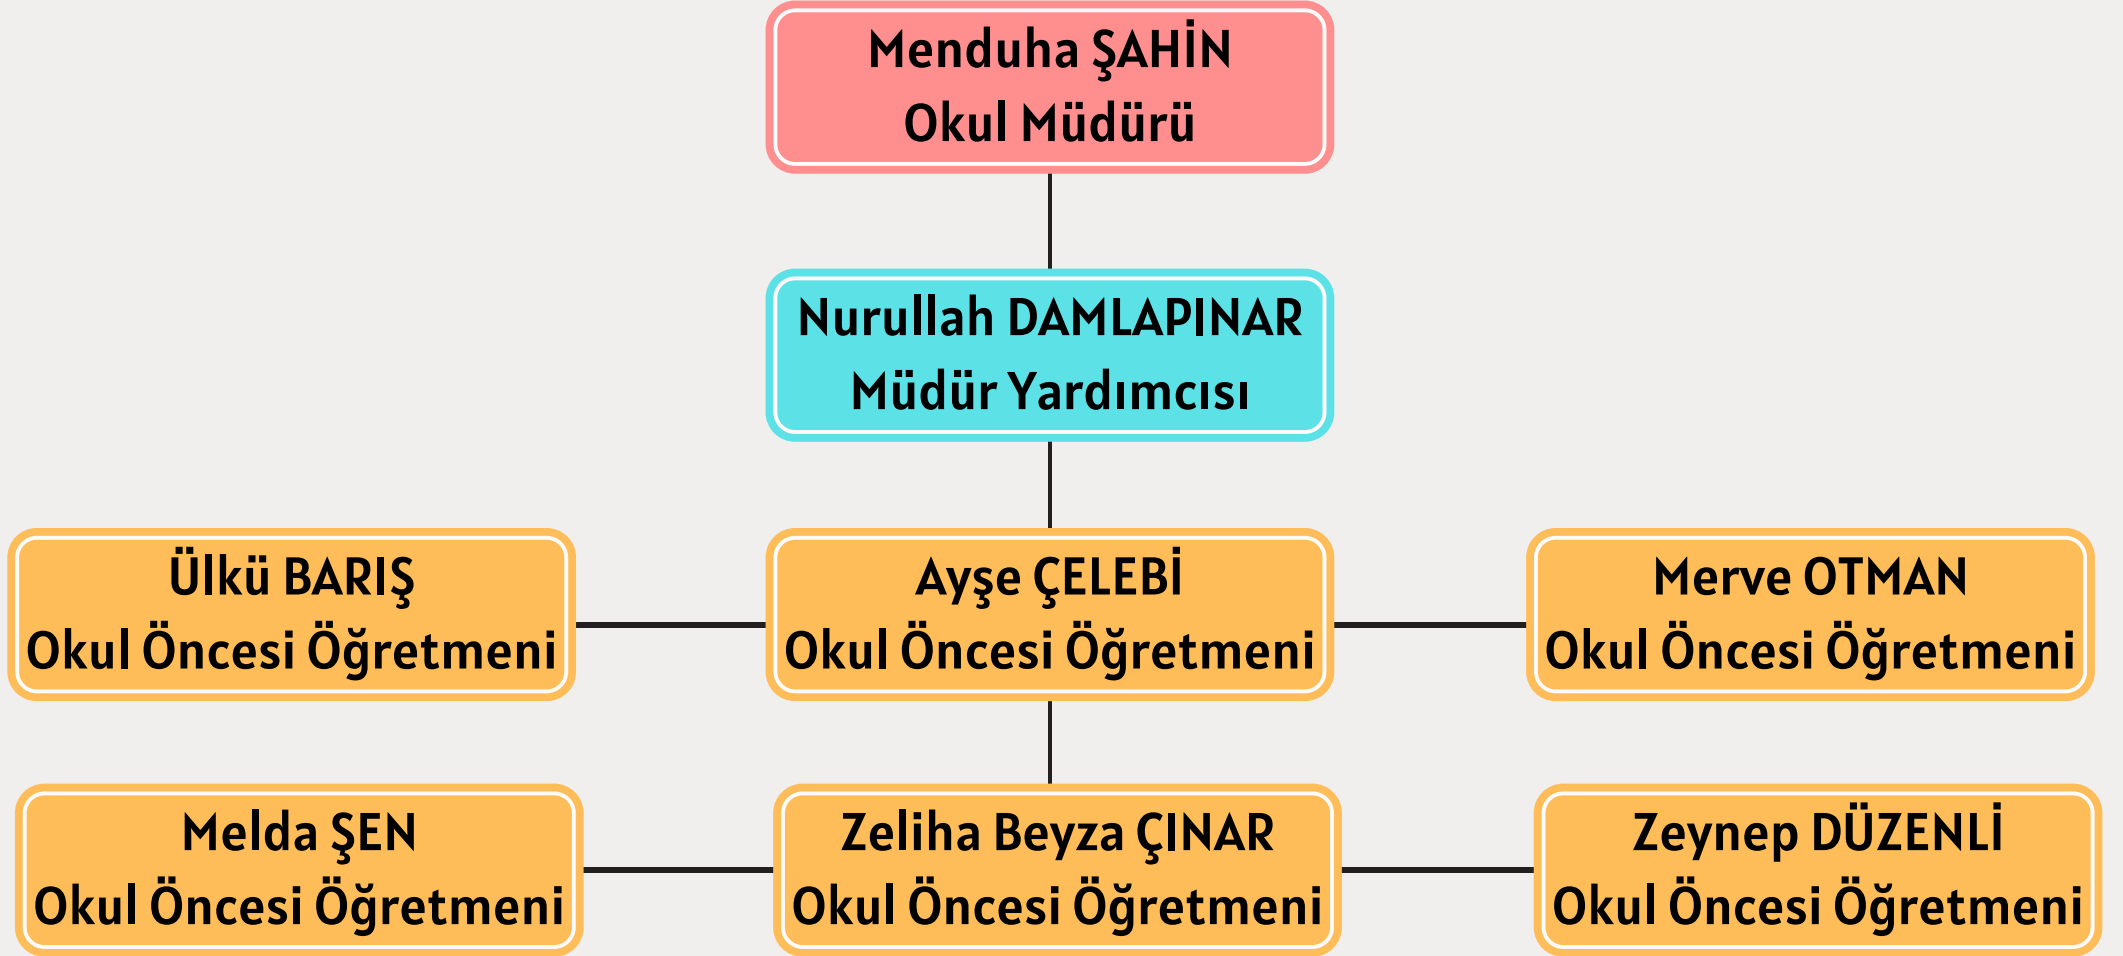 Menduha ŞAHİN
Okul Müdürü
Nurullah DAMLAPINAR
Müdür Yardımcısı
Ülkü BARIŞ
Okul Öncesi Öğretmeni
Ayşe ÇELEBİ
Okul Öncesi Öğretmeni
Merve OTMAN
Okul Öncesi Öğretmeni
Melda ŞEN
Okul Öncesi Öğretmeni
Zeliha Beyza ÇINAR
Okul Öncesi Öğretmeni
Zeynep DÜZENLİ
Okul Öncesi Öğretmeni